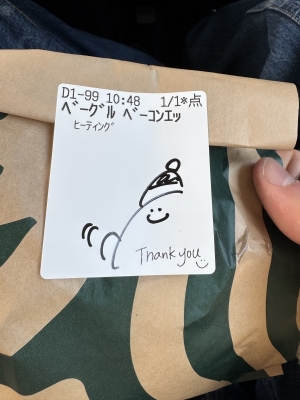 D1-99 10:48 1/1*点
ﾍﾞｰｸﾞﾙ ﾍﾞｰｺﾝｴｯ
ﾋｰﾃｨﾝｸﾞ
Thank you